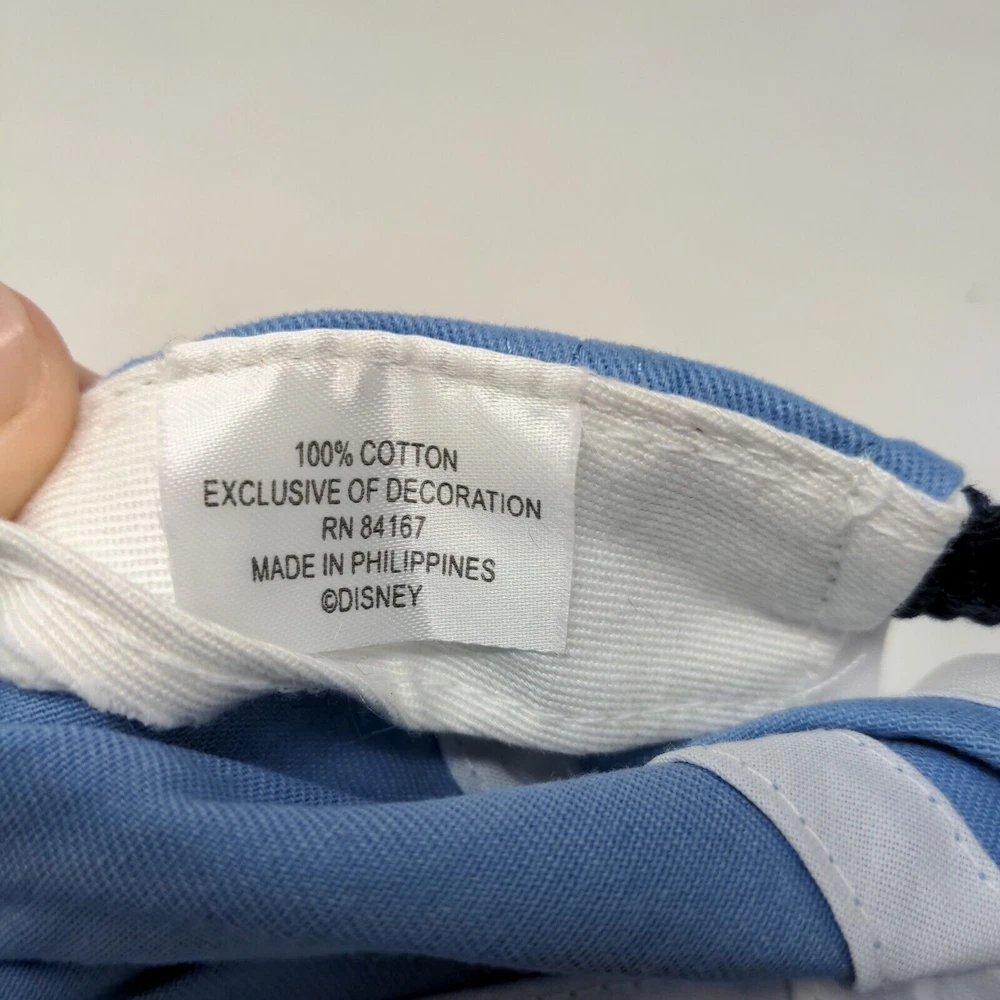 100% COTTON
EXCLUSIVE OF DECORATION
RN 84167
MADE IN PHILIPPINES
©DISNEY